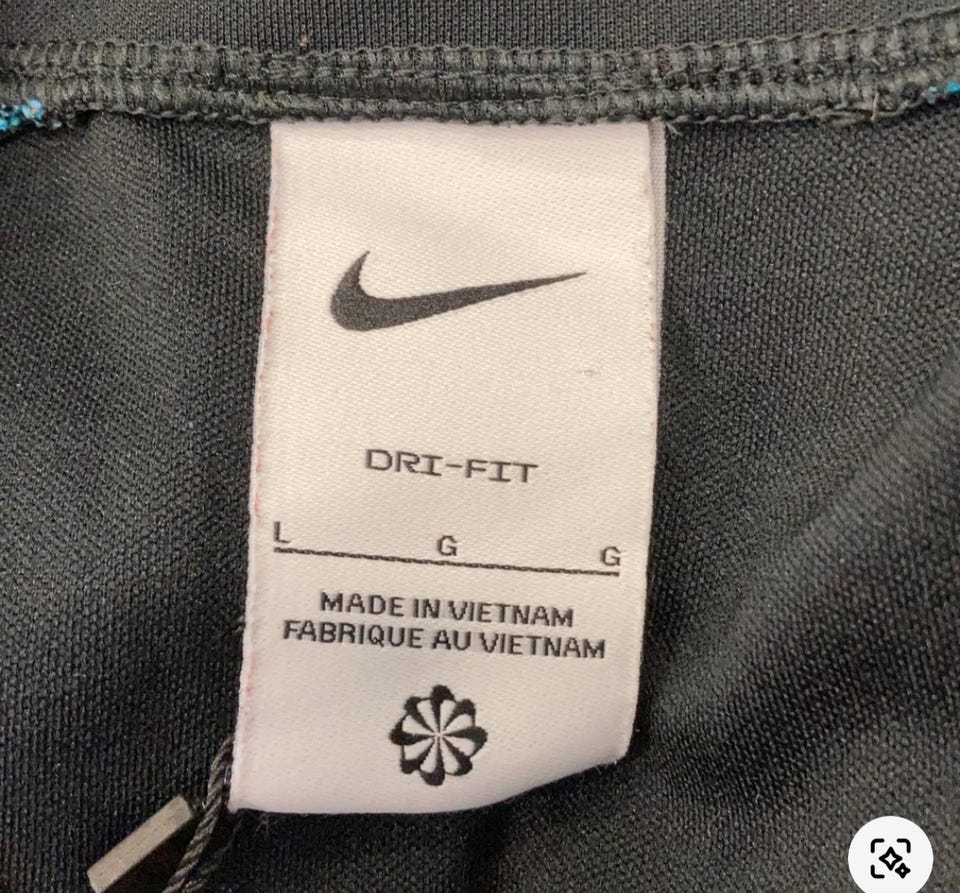 DRI-FIT
L G G
MADE IN VIETNAM
FABRIQUE AU VIETNAM